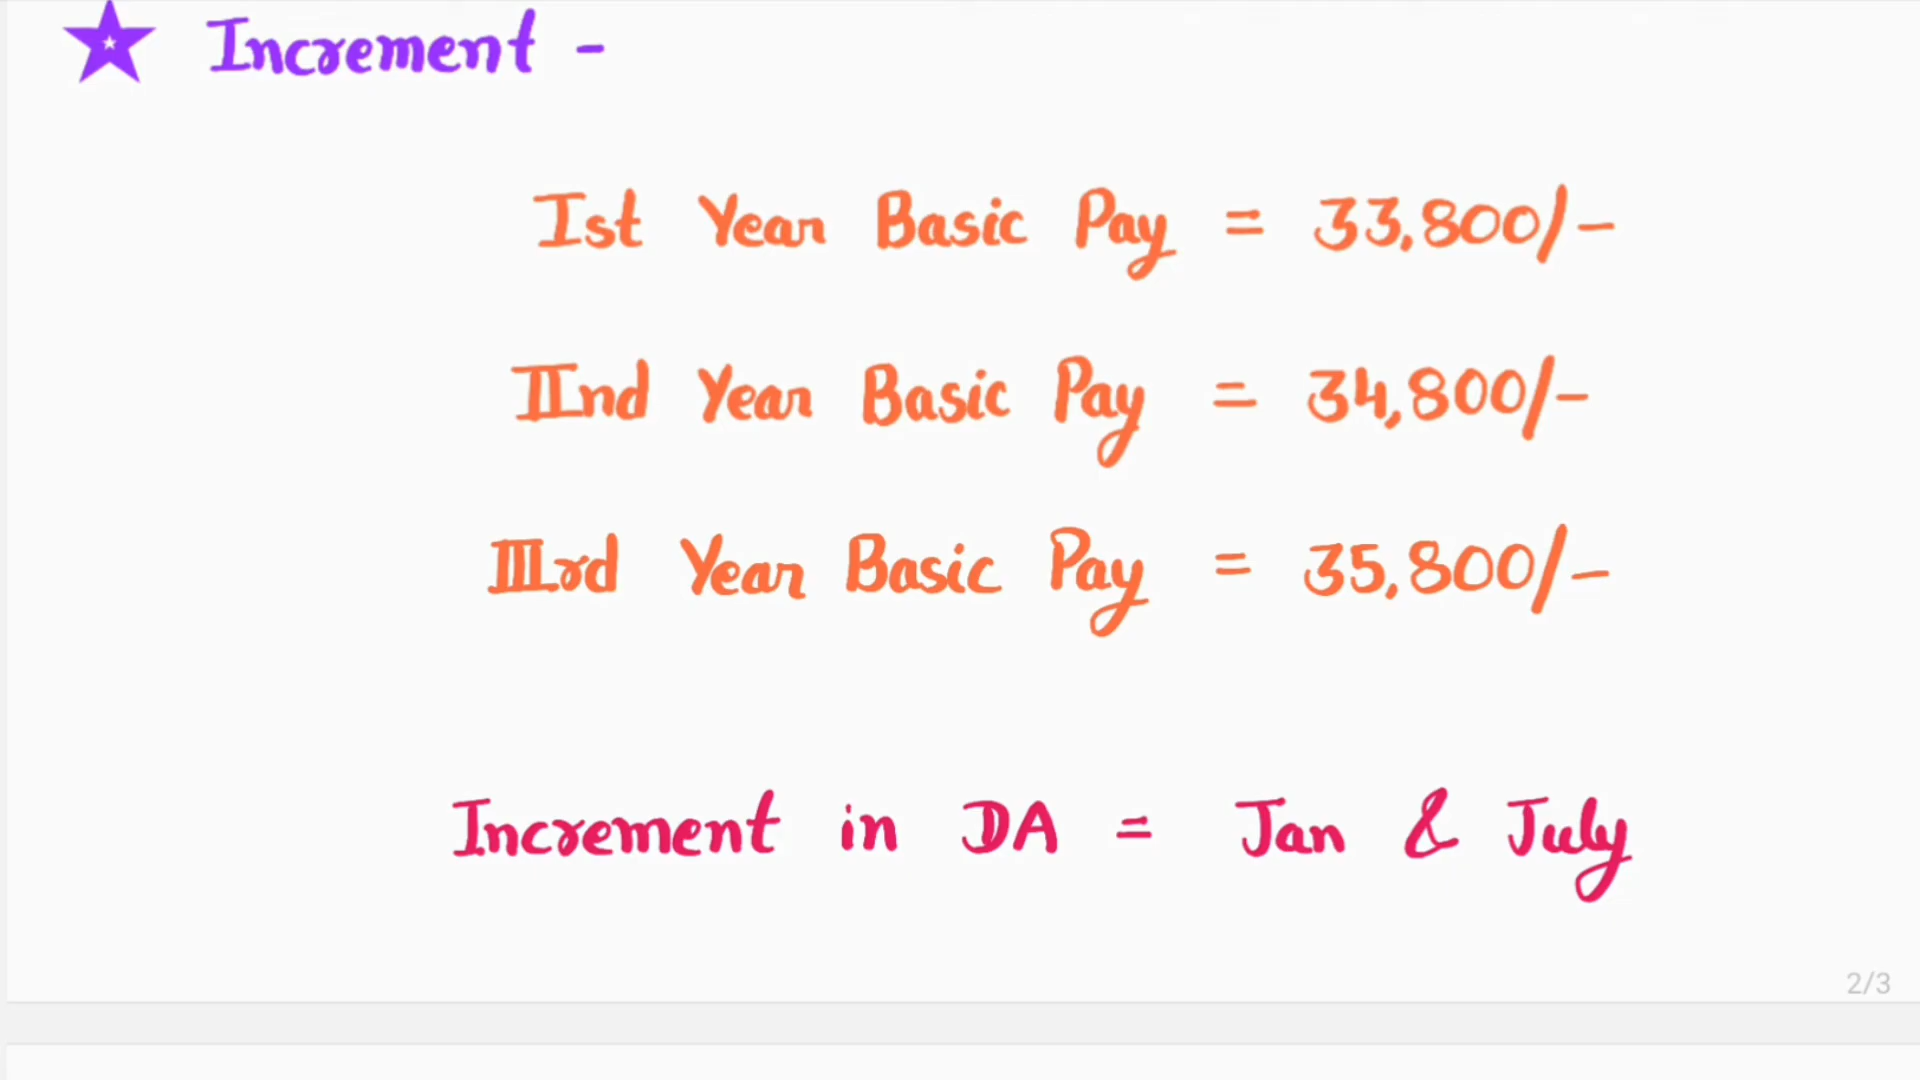 Increment -
Ist Year Basic Pay = 33,800/-
IInd Year Basic Pay = 34,800/-
IIIrd Year Basic Pay = 35,800/-
Increment in DA = Jan & July
2/3